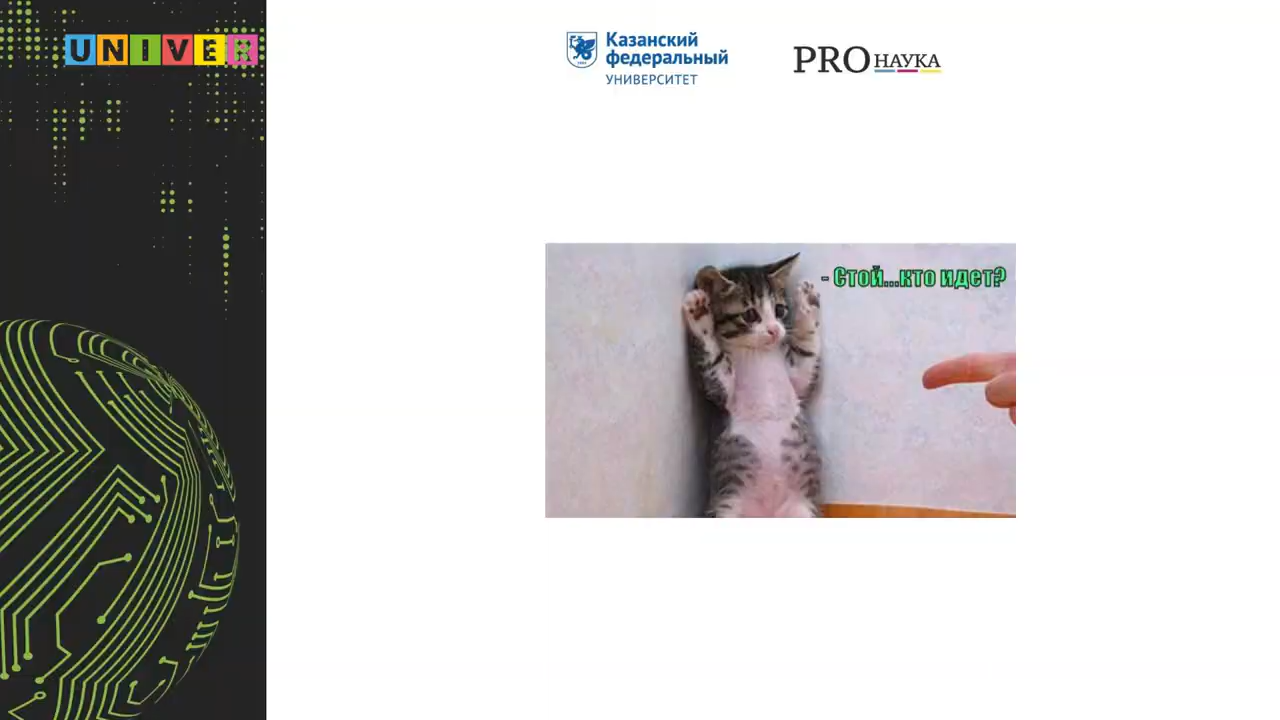 UNIVER
Казанский
федеральный
УНИВЕРСИТЕТ
PRO НАУКА
- Стой...кто идет?